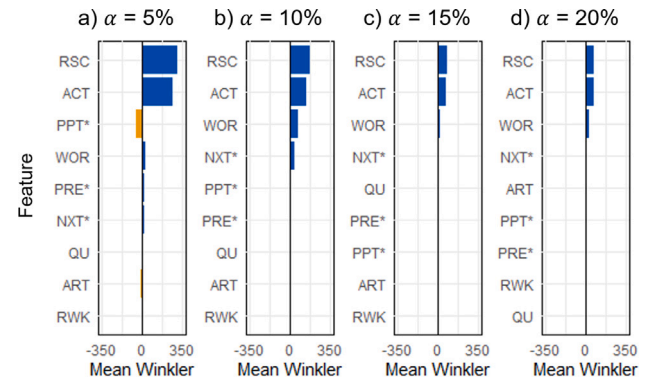 a) α = 5%
b) α = 10%
c) α = 15%
d) α = 20%
Feature
RSC
ACT
PPT*
WOR
PRE*
NXT*
QU
ART
RWK
-350 0 350
Mean Winkler
RSC
ACT
WOR
NXT*
PPT*
PRE*
QU
ART
RWK
-350 0 350
Mean Winkler
RSC
ACT
WOR
NXT*
QU
PRE*
PPT*
ART
RWK
-350 0 350
Mean Winkler
RSC
ACT
WOR
NXT*
ART
PPT*
PRE*
RWK
QU
-350 0 350
Mean Winkler